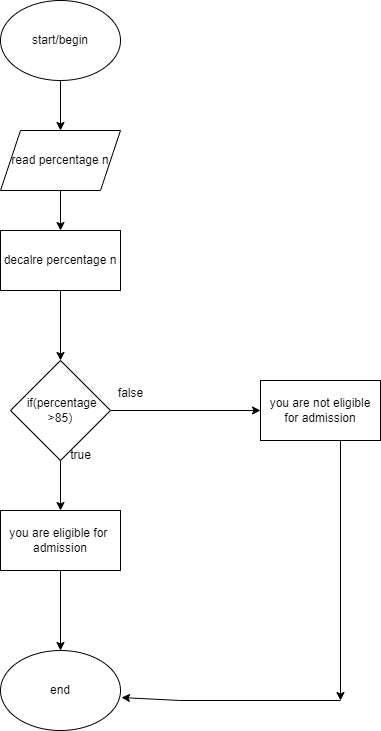 start/begin
read percentage n
decalre percentage n
if(percentage
>85)
false
you are not eligible
for admission
true
you are eligible for
admission
end